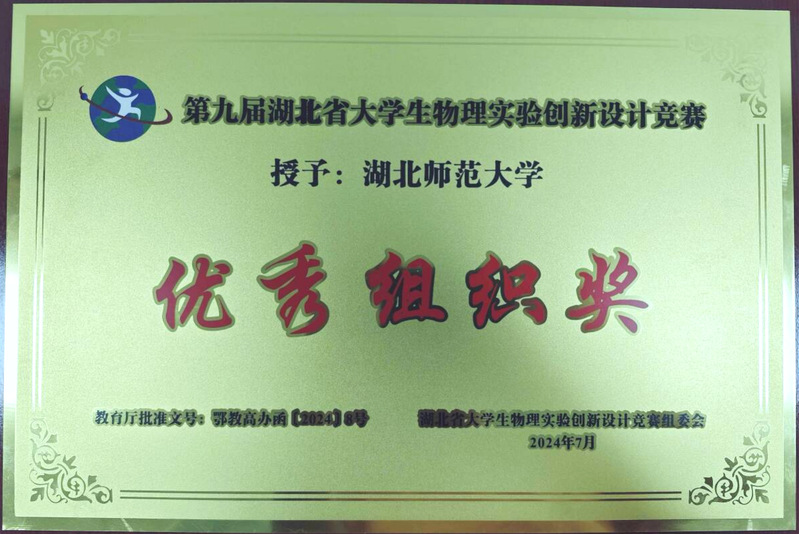 第九届湖北省大学生物理实验创新设计竞赛
授予：湖北师范大学
优秀组织奖
教育厅批准文号：鄂教高办函〔2024〕8号
湖北省大学生物理实验创新设计竞赛组委会
2024年7月